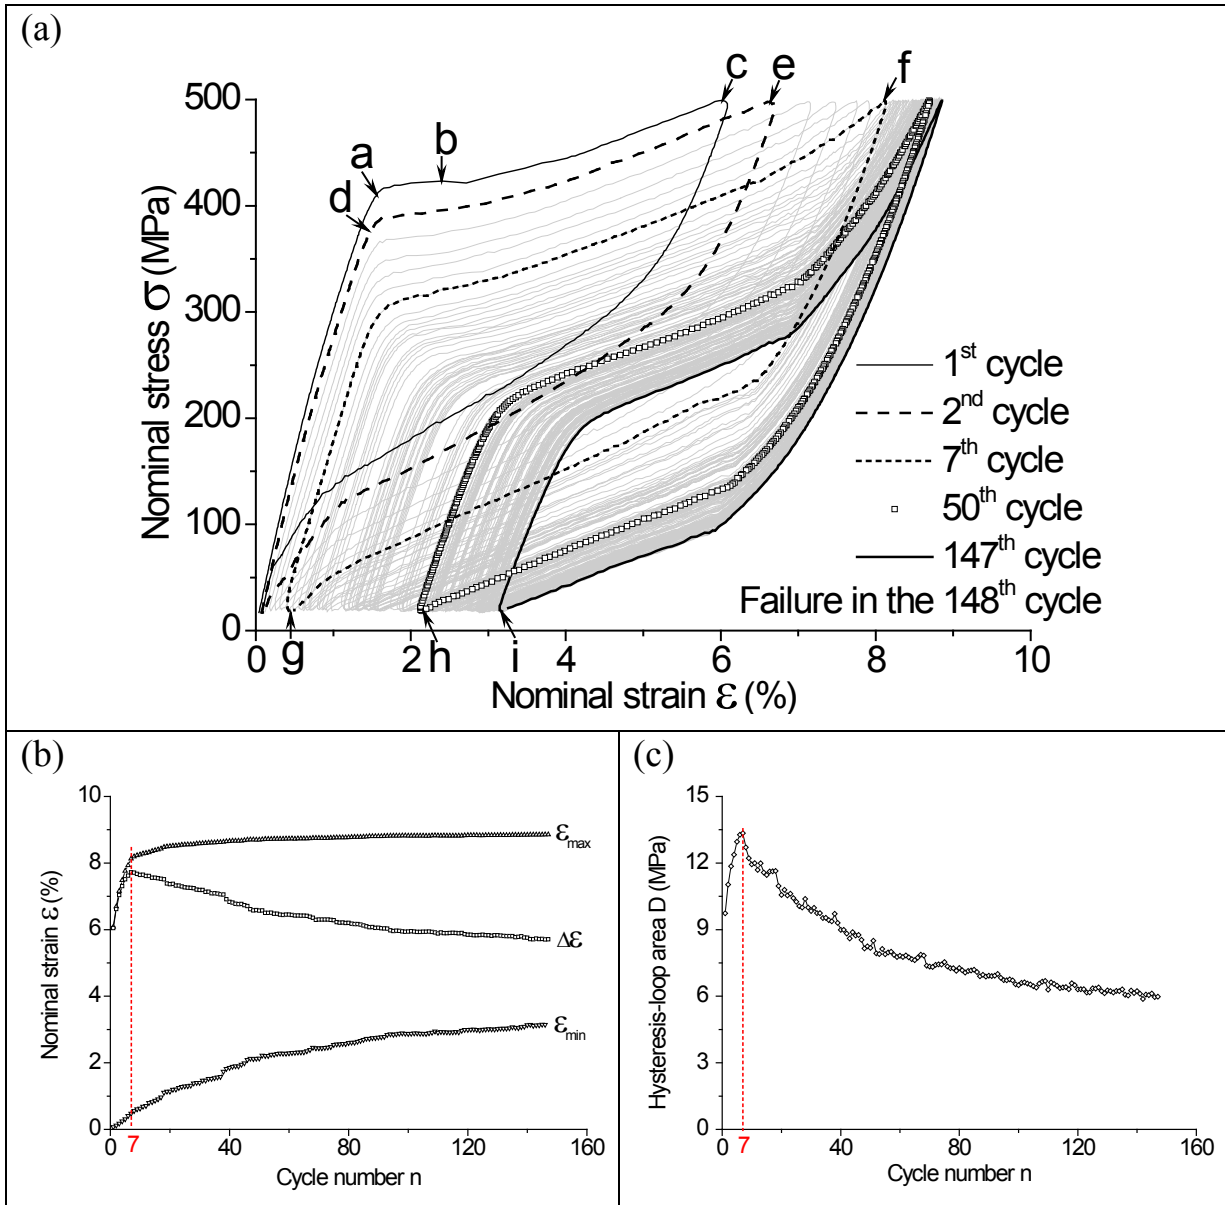 (a)
c e f
500
a b
d
400
300
200
100
0
Nominal stress σ (MPa)
1st cycle
2nd cycle
7th cycle
50th cycle
147th cycle
Failure in the 148th cycle
g h i
0 2 4 6 8 10
Nominal strain ε (%)
(b)
10
8
6
4
2
0
Nominal strain ε (%)
εmax
Δε
εmin
0 7 40 80 120 160
Cycle number n
(c)
15
12
9
6
3
0
Hysteresis-loop area D (MPa)
0 7 40 80 120 160
Cycle number n